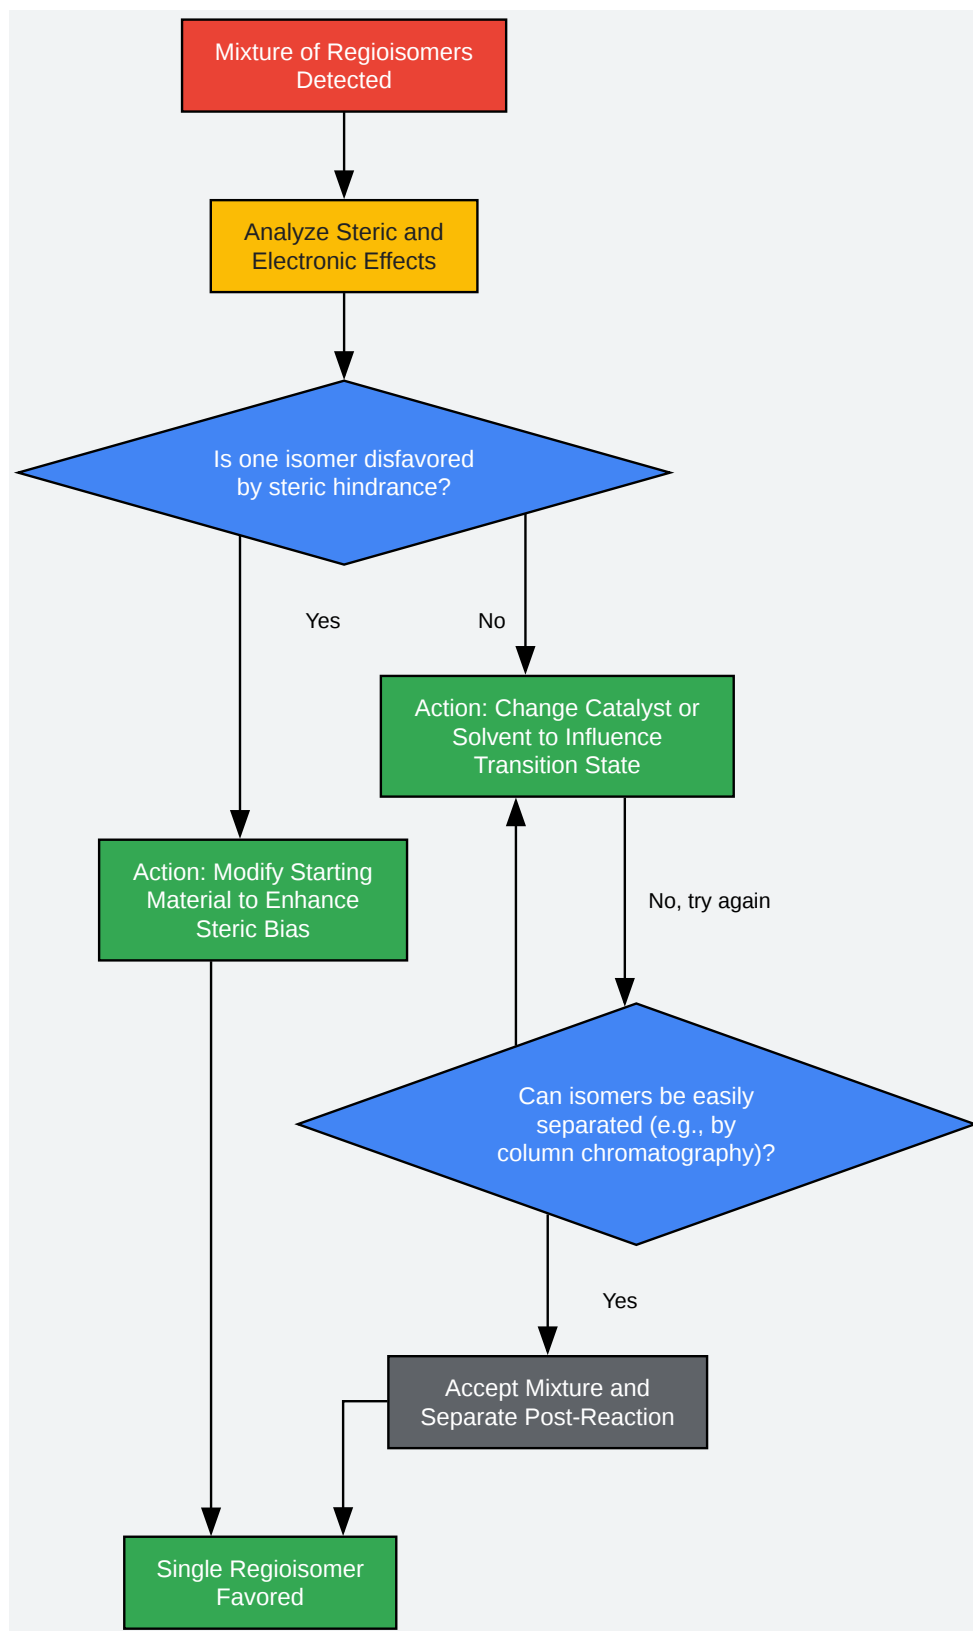 Mixture of Regioisomers
Detected
Analyze Steric and
Electronic Effects
Is one isomer disfavored
by steric hindrance?
Yes
No
Action: Change Catalyst or
Solvent to Influence
Transition State
Action: Modify Starting
Material to Enhance
Steric Bias
No, try again
Can isomers be easily
separated (e.g., by
column chromatography)?
Yes
Accept Mixture and
Separate Post-Reaction
Single Regioisomer
Favored